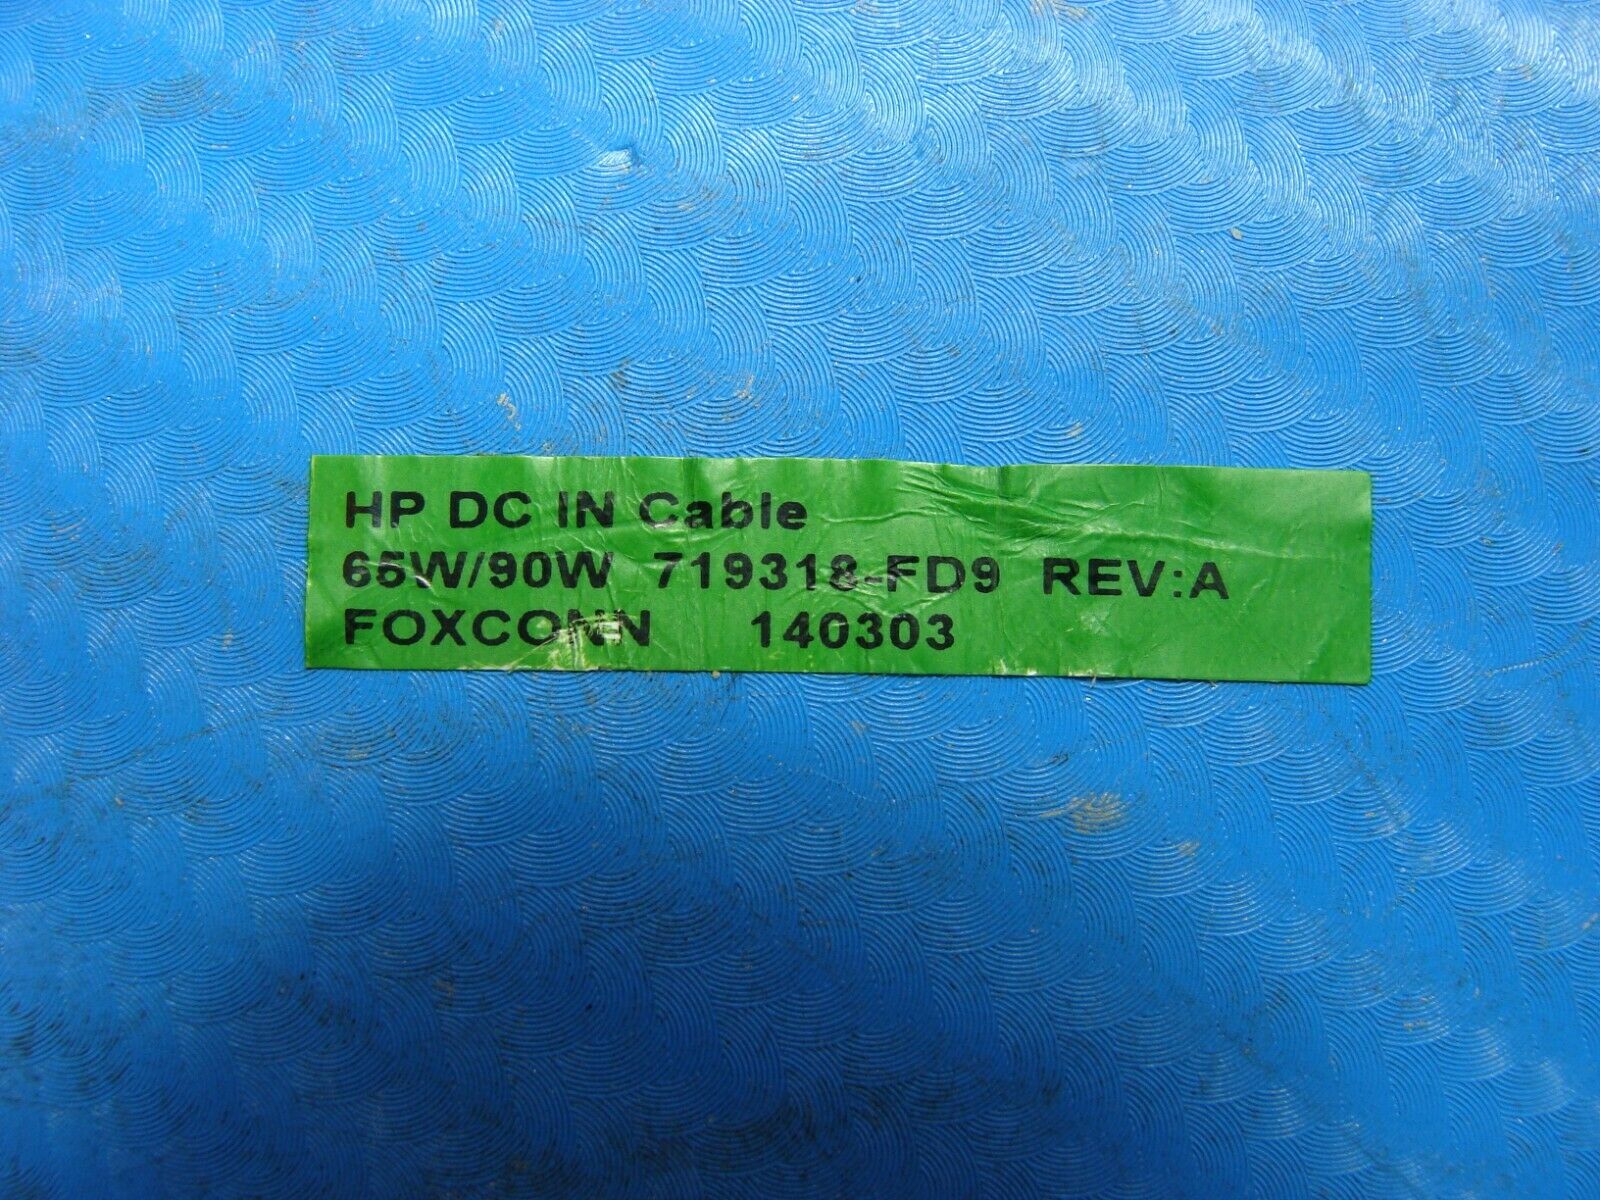 HP DC IN Cable
65W/90W 719318-FD9 REV:A
FOXCONN 140303